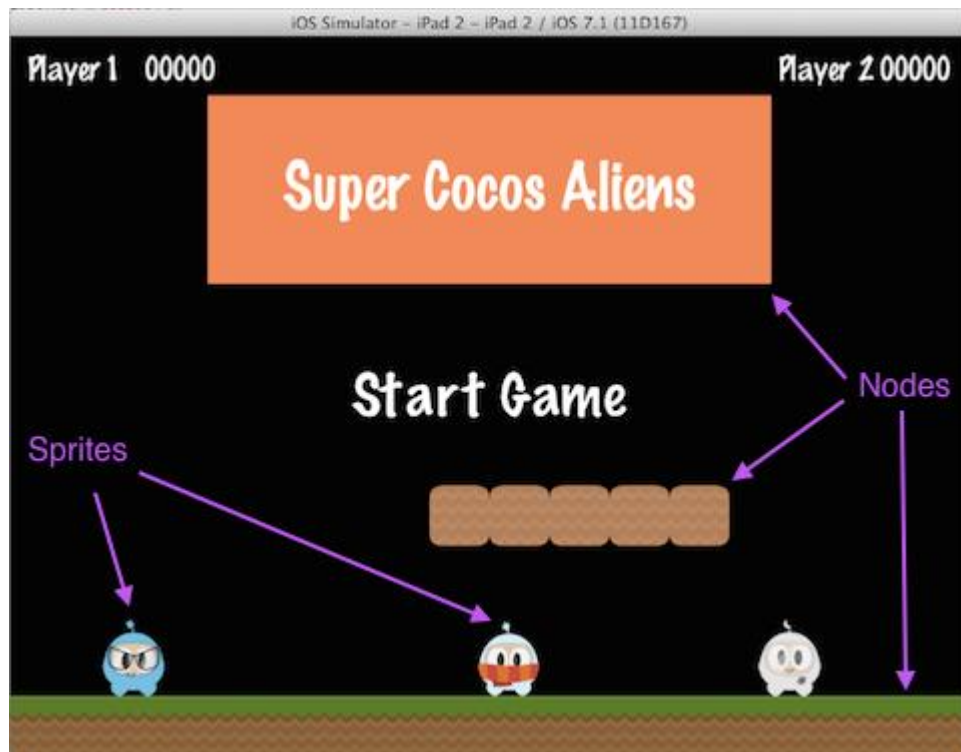 iOS Simulator – iPad 2 – iPad 2 / iOS 7.1 (11D167)
Player 1 00000 Player 2 00000
Super Cocos Aliens
Start Game
Nodes
Sprites